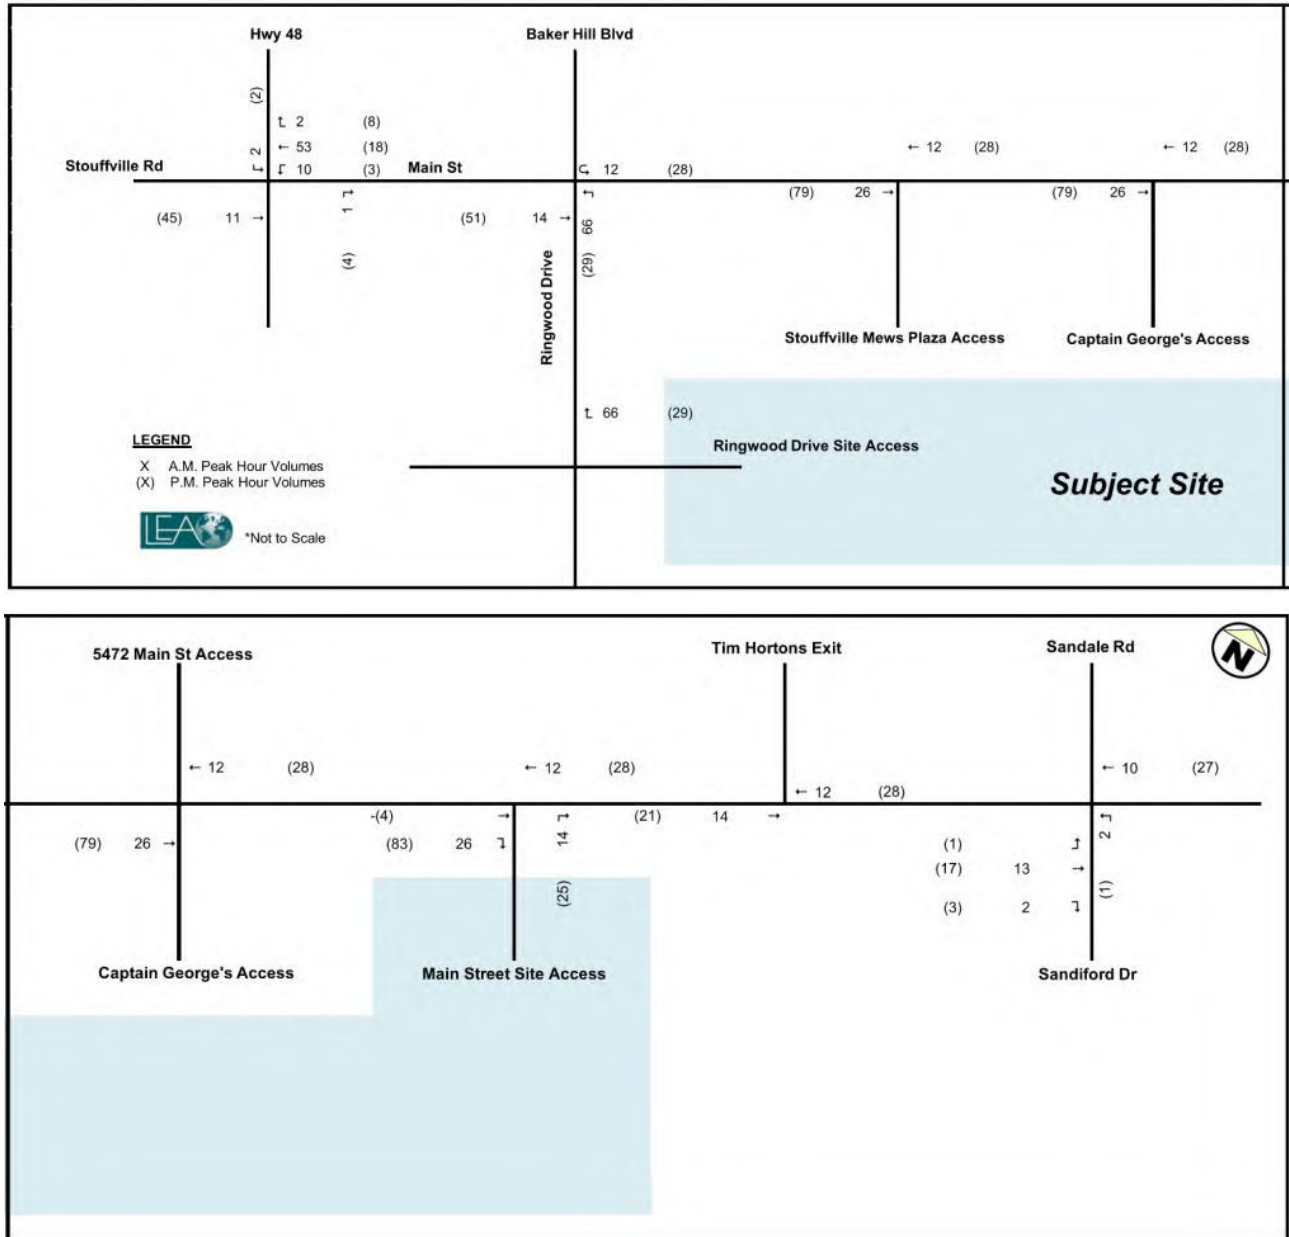 Hwy 48
Baker Hill Blvd
(2)
2
2 (8)
← 53 (18)
10 (3)
Stouffville Rd
Main St
12 (28)
← 12 (28)
← 12 (28)
(45) 11 →
1
(4)
(51) 14 →
66
(29)
(79) 26 →
(79) 26 →
Ringwood Drive
Stouffville Mews Plaza Access
Captain George's Access
66 (29)
Ringwood Drive Site Access
Subject Site
LEGEND
X A.M. Peak Hour Volumes
(X) P.M. Peak Hour Volumes
LEA
*Not to Scale
5472 Main St Access
Tim Hortons Exit
Sandale Rd
N
← 12 (28)
← 12 (28)
← 12 (28)
← 10 (27)
-(4) →
(79) 26 →
(83) 26
14
(25)
(21) 14 →
(1)
(17) 13 →
(3) 2
2
(1)
Captain George's Access
Main Street Site Access
Sandiford Dr